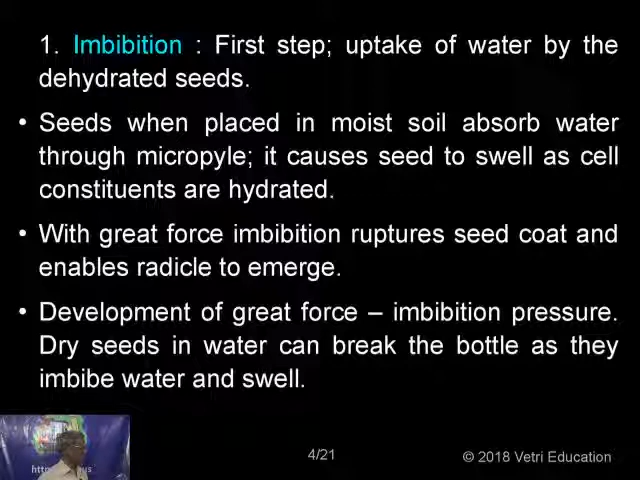 1. Imbibition : First step; uptake of water by the
dehydrated seeds.
• Seeds when placed in moist soil absorb water
through micropyle; it causes seed to swell as cell
constituents are hydrated.
• With great force imbibition ruptures seed coat and
enables radicle to emerge.
• Development of great force – imbibition pressure.
Dry seeds in water can break the bottle as they
imbibe water and swell.
4/21
© 2018 Vetri Education